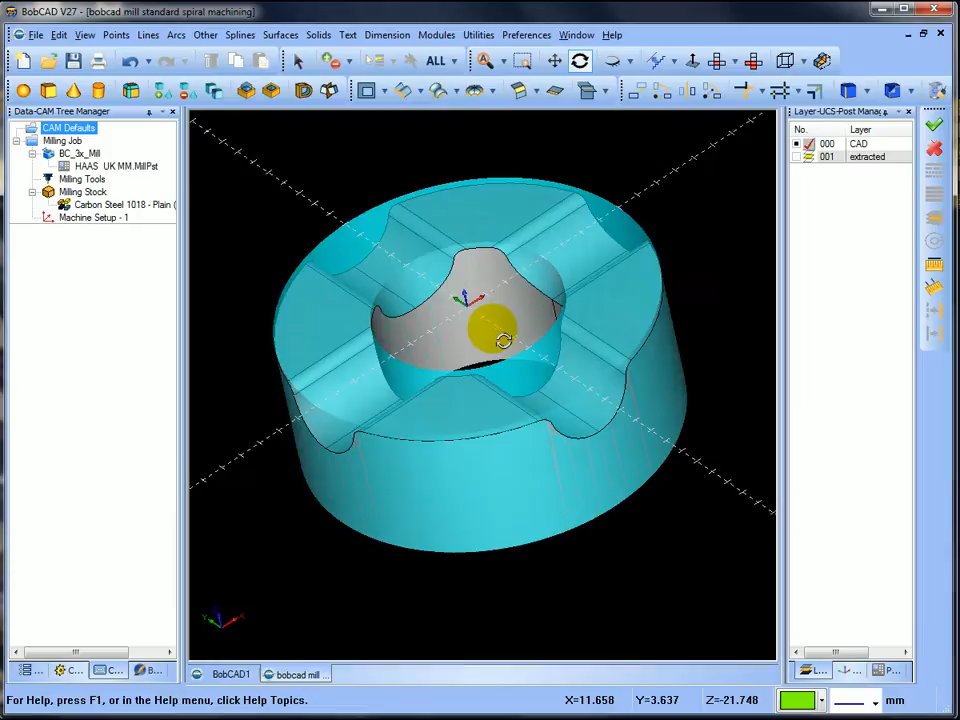 BobCAD V27 - [bobcad mill standard spiral machining]
File Edit View Points Lines Arcs Other Splines Surfaces Solids Text Dimension Modules Utilities Preferences Window Help
ALL
Data-CAM Tree Manager
CAM Defaults
Milling Job
BC_3x_Mill
HAAS UK MM.MillPst
Milling Tools
Milling Stock
Carbon Steel 1018 - Plain (
Machine Setup - 1
Layer-UCS-Post Manag
No. Layer
000 CAD
001 extracted
C... C... B...
BobCAD1 bobcad mill ...
L... P...
For Help, press F1, or in the Help menu, click Help Topics.
X=11.658 Y=3.637 Z=-21.748 mm